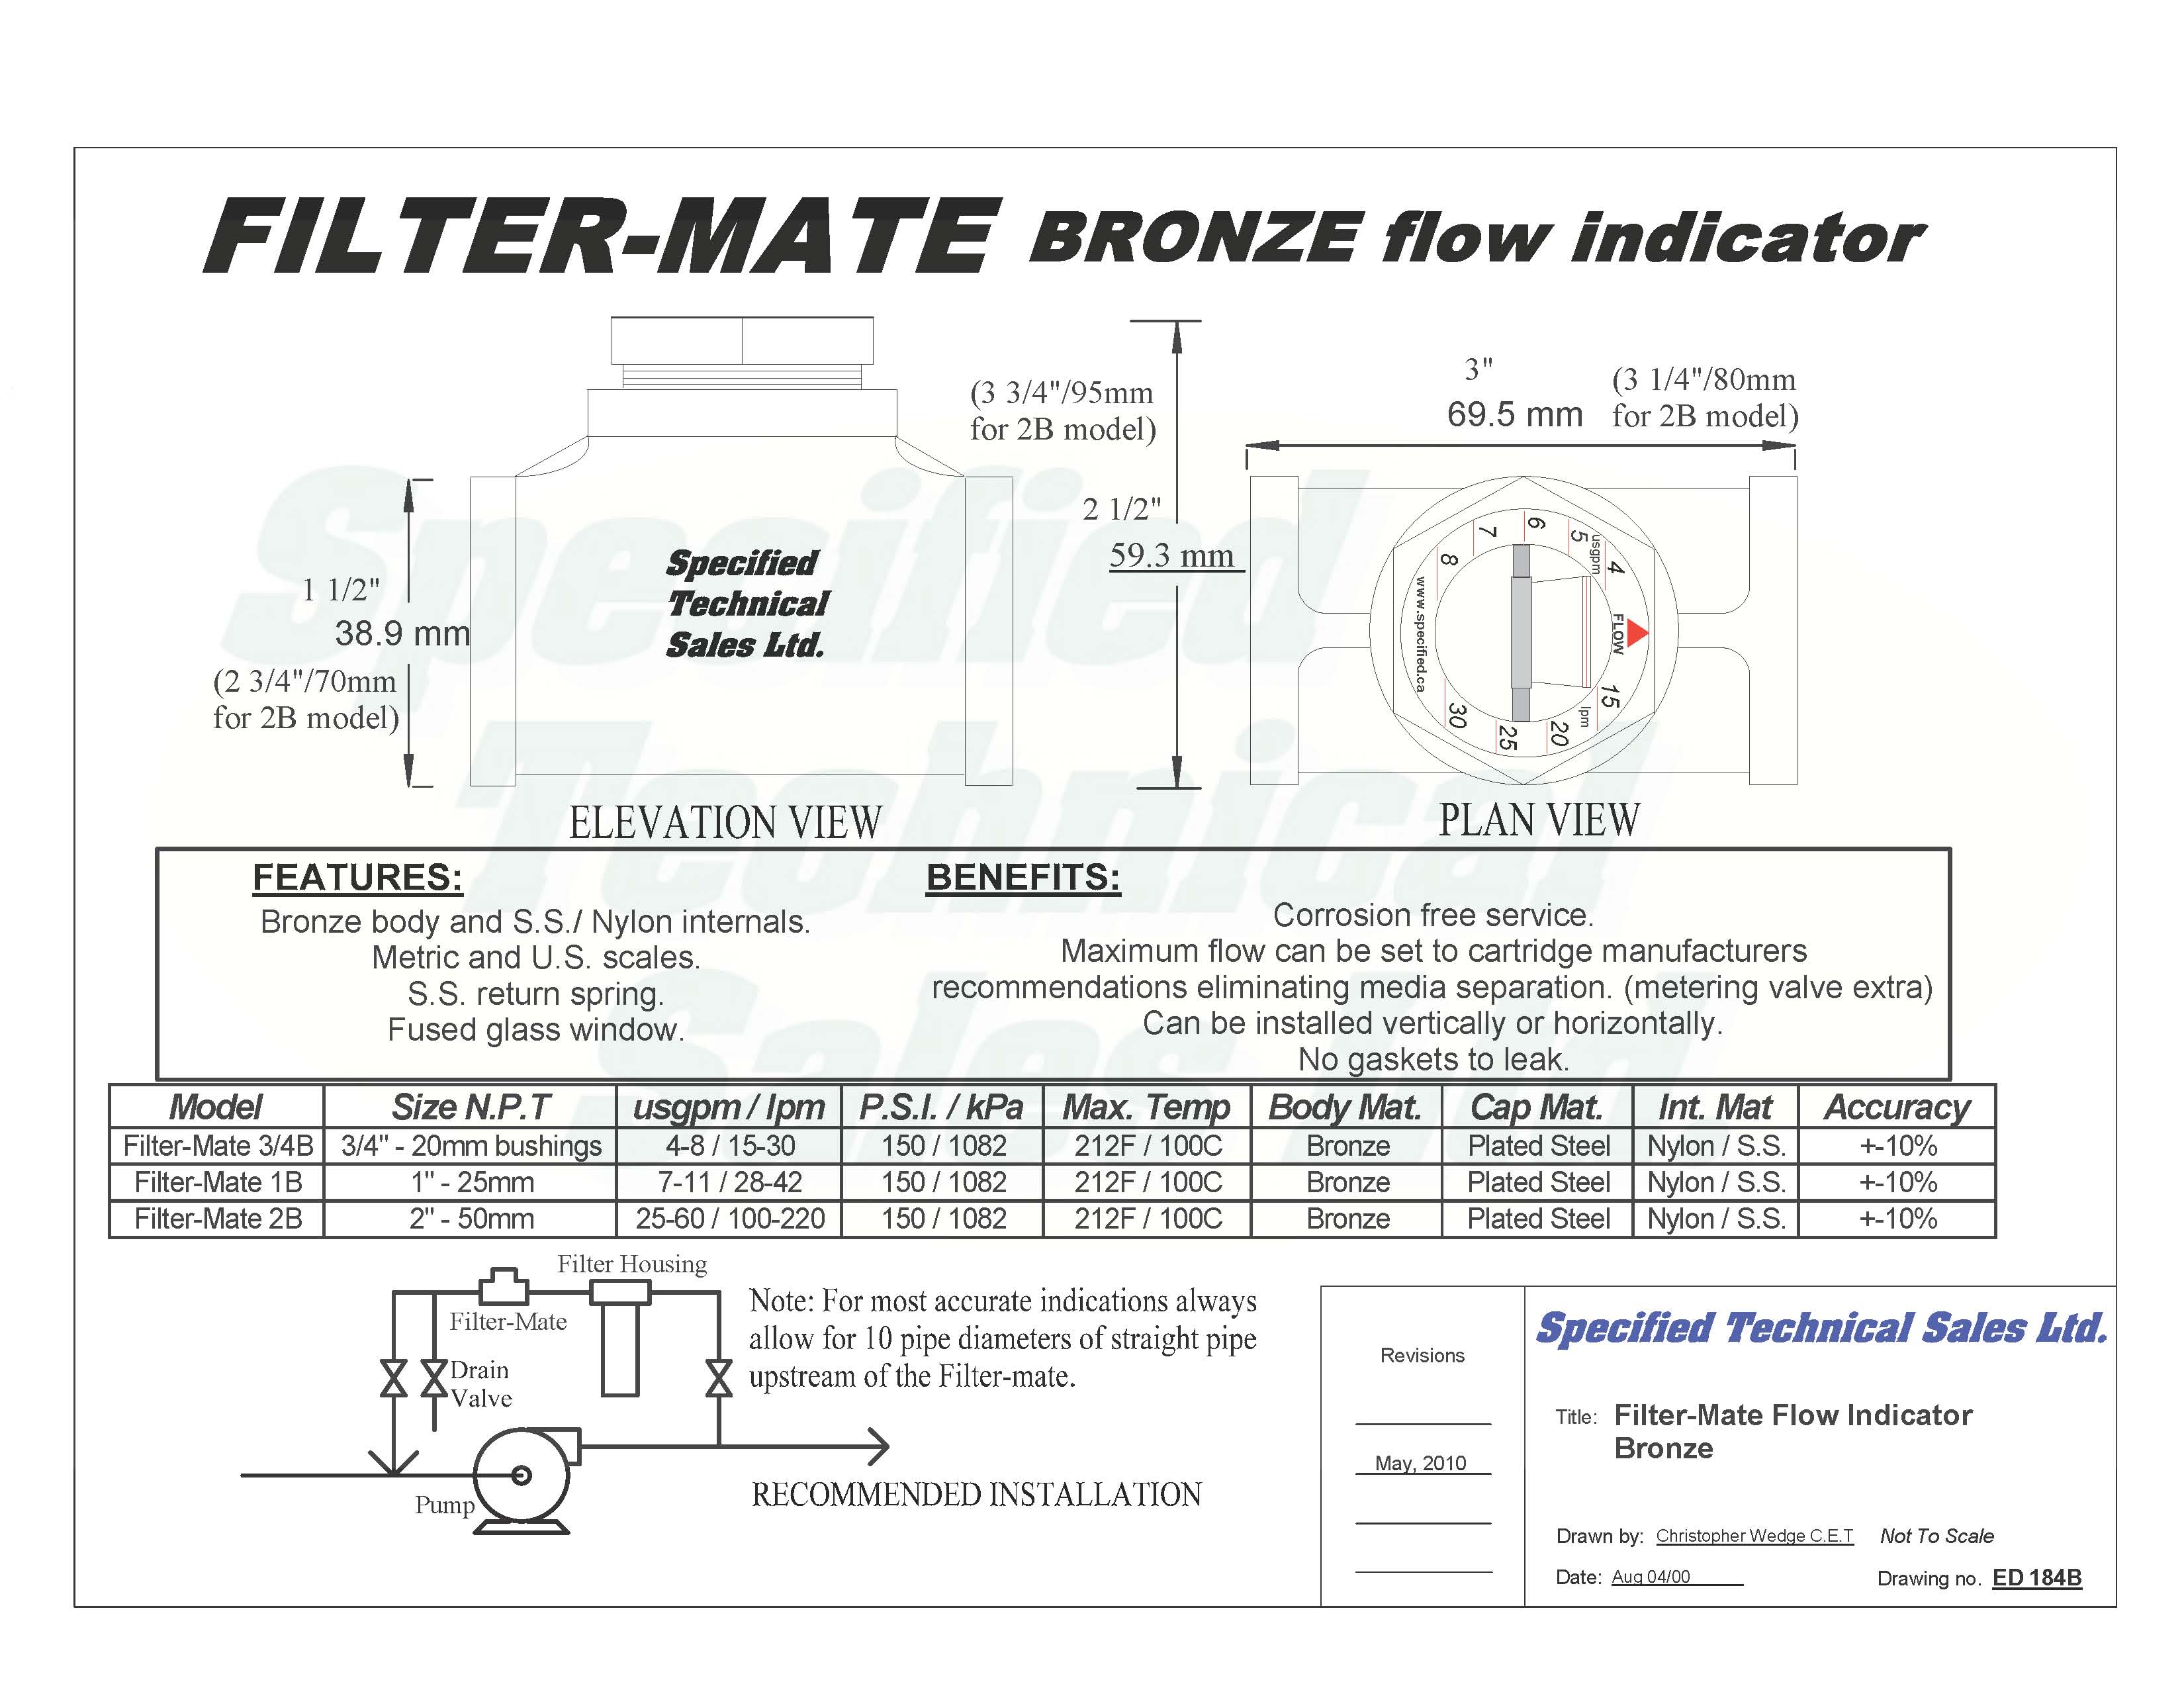 FILTER-MATE BRONZE flow indicator
(3 3/4"/95mm
for 2B model)
3"
69.5 mm
(3 1/4"/80mm
for 2B model)
2 1/2"
59.3 mm
1 1/2"
38.9 mm
(2 3/4"/70mm
for 2B model)
Specified
Technical
Sales Ltd.
8
7
6
5
usgpm
4
FLOW
15
lpm
20
25
30
www.specified.ca
Specified
Technical
Sales Ltd
ELEVATION VIEW
PLAN VIEW
FEATURES:
Bronze body and S.S./ Nylon internals.
Metric and U.S. scales.
S.S. return spring.
Fused glass window.
BENEFITS:
Corrosion free service.
Maximum flow can be set to cartridge manufacturers
recommendations eliminating media separation. (metering valve extra)
Can be installed vertically or horizontally.
No gaskets to leak.
Model Size N.P.T usgpm / lpm P.S.I. / kPa Max. Temp Body Mat. Cap Mat. Int. Mat Accuracy
Filter-Mate 3/4B 3/4" - 20mm bushings 4-8 / 15-30 150 / 1082 212F / 100C Bronze Plated Steel Nylon / S.S. +-10%
Filter-Mate 1B 1" - 25mm 7-11 / 28-42 150 / 1082 212F / 100C Bronze Plated Steel Nylon / S.S. +-10%
Filter-Mate 2B 2" - 50mm 25-60 / 100-220 150 / 1082 212F / 100C Bronze Plated Steel Nylon / S.S. +-10%
Filter Housing
Filter-Mate
Drain
Valve
Pump
Note: For most accurate indications always
allow for 10 pipe diameters of straight pipe
upstream of the Filter-mate.
RECOMMENDED INSTALLATION
Revisions
May, 2010
Specified Technical Sales Ltd.
Title: Filter-Mate Flow Indicator
Bronze
Drawn by: Christopher Wedge C.E.T Not To Scale
Date: Aug 04/00 Drawing no. ED 184B